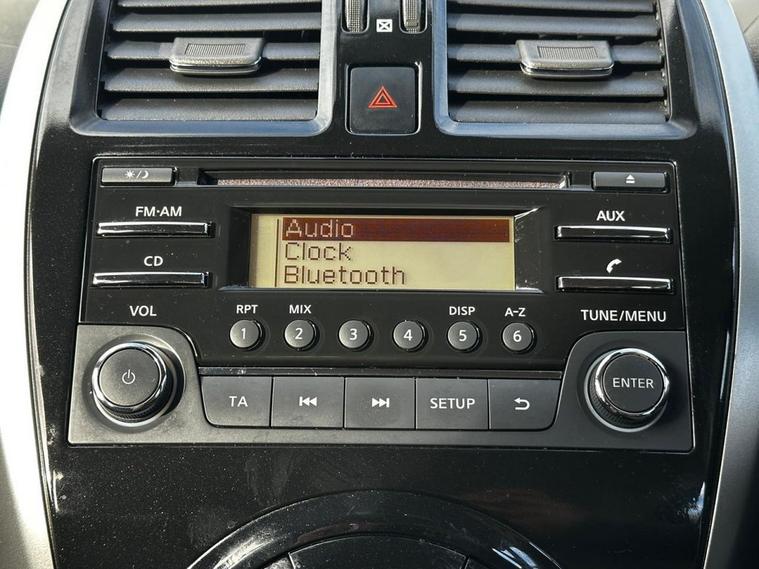 FM·AM
AUX
Audio
Clock
Bluetooth
CD
VOL
RPT
MIX
DISP
A-Z
TUNE/MENU
1
2
3
4
5
6
ENTER
TA
SETUP